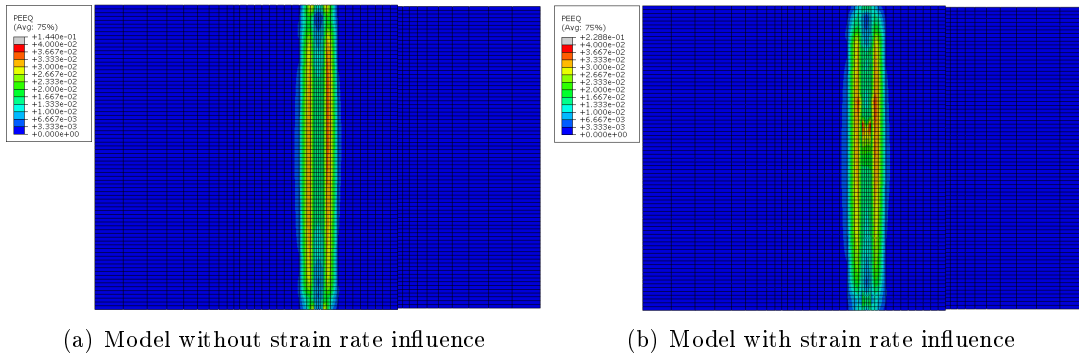 PEEQ
(Avg: 75%)
+1.440e-01
+4.000e-02
+3.667e-02
+3.333e-02
+3.000e-02
+2.667e-02
+2.333e-02
+2.000e-02
+1.667e-02
+1.333e-02
+1.000e-02
+6.667e-03
+3.333e-03
+0.000e+00
PEEQ
(Avg: 75%)
+2.288e-01
+4.000e-02
+3.667e-02
+3.333e-02
+3.000e-02
+2.667e-02
+2.333e-02
+2.000e-02
+1.667e-02
+1.333e-02
+1.000e-02
+6.667e-03
+3.333e-03
+0.000e+00
(a) Model without strain rate influence
(b) Model with strain rate influence